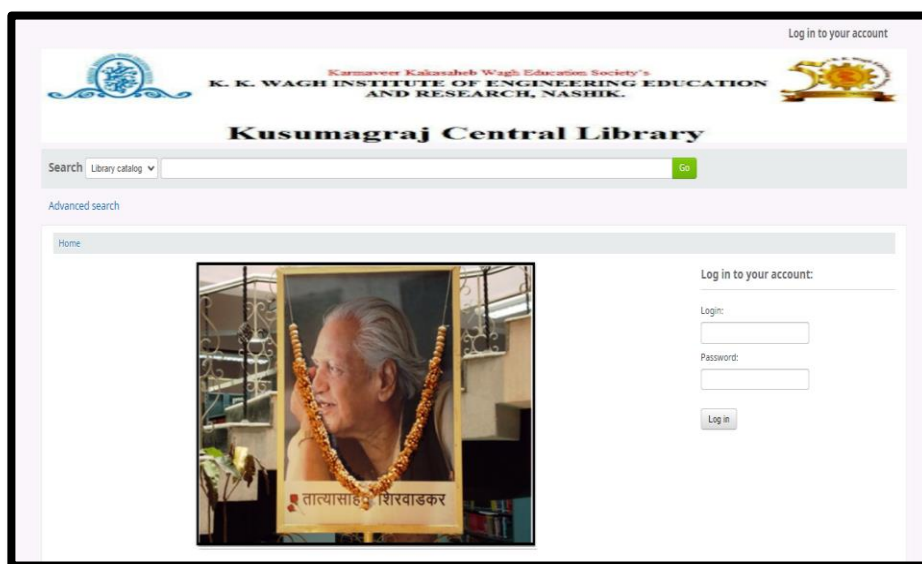 Log in to your account
Karmaveer Kakasaheb Wagh Education Society's
K. K. WAGH INSTITUTE OF ENGINEERING EDUCATION
AND RESEARCH, NASHIK.
Kusumagraj Central Library
Search Library catalog Go
Advanced search
Home
Log in to your account:
Login:
Password:
Log in
तात्यासाहे शिरवाडकर